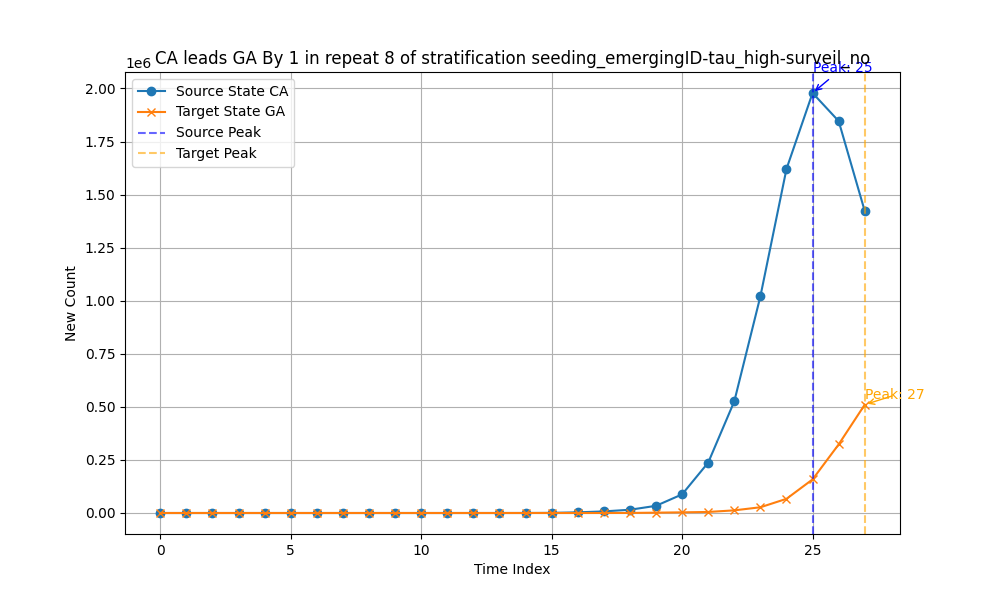 CA leads GA By 1 in repeat 8 of stratification seeding_emergingID-tau_high-surveil_no
1e6
Peak: 25
Source State CA
Target State GA
Source Peak
Target Peak
2.00
1.75
1.50
1.25
1.00
0.75
0.50
0.25
0.00
New Count
Peak: 27
0
5
10
15
20
25
Time Index